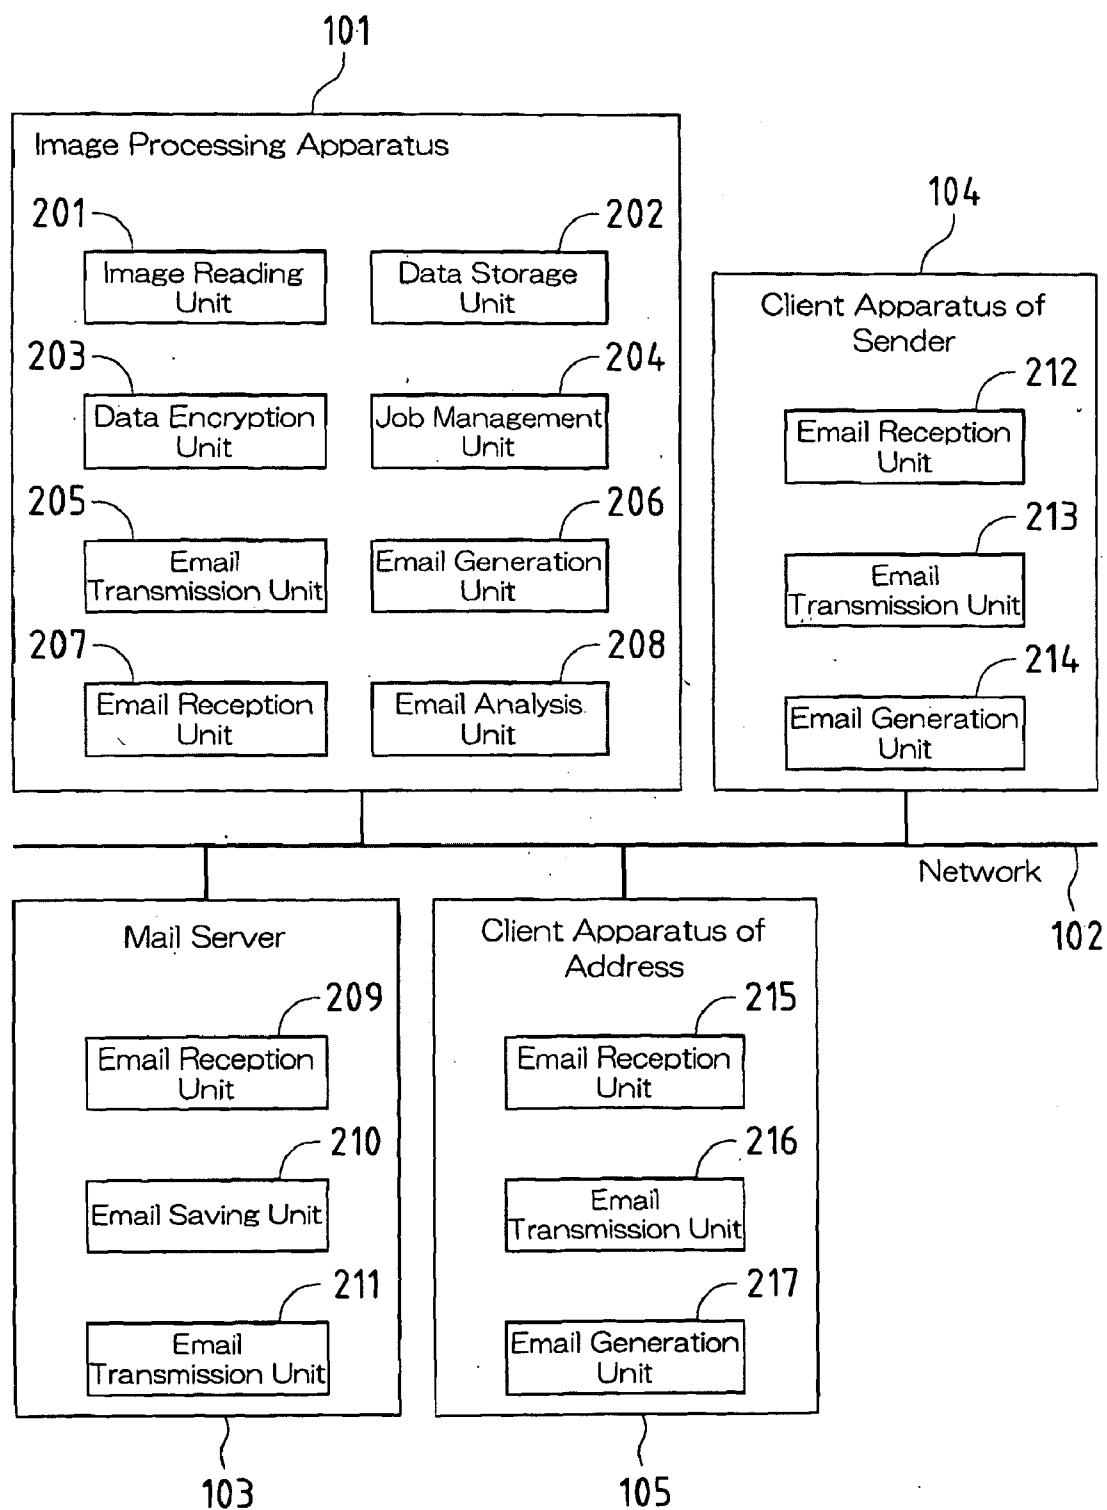 101
Image Processing Apparatus
201
202
Image Reading
Unit
Data Storage
Unit
203
204
Data Encryption
Unit
Job Management
Unit
205
206
Email
Transmission Unit
Email Generation
Unit
207
208
Email Reception
Unit
Email Analysis
Unit
104
Client Apparatus of
Sender
212
Email Reception
Unit
213
Email
Transmission Unit
214
Email Generation
Unit
Network
102
Mail Server
209
Email Reception
Unit
210
Email Saving Unit
211
Email
Transmission Unit
103
Client Apparatus of
Address
215
Email Reception
Unit
216
Email
Transmission Unit
217
Email Generation
Unit
105